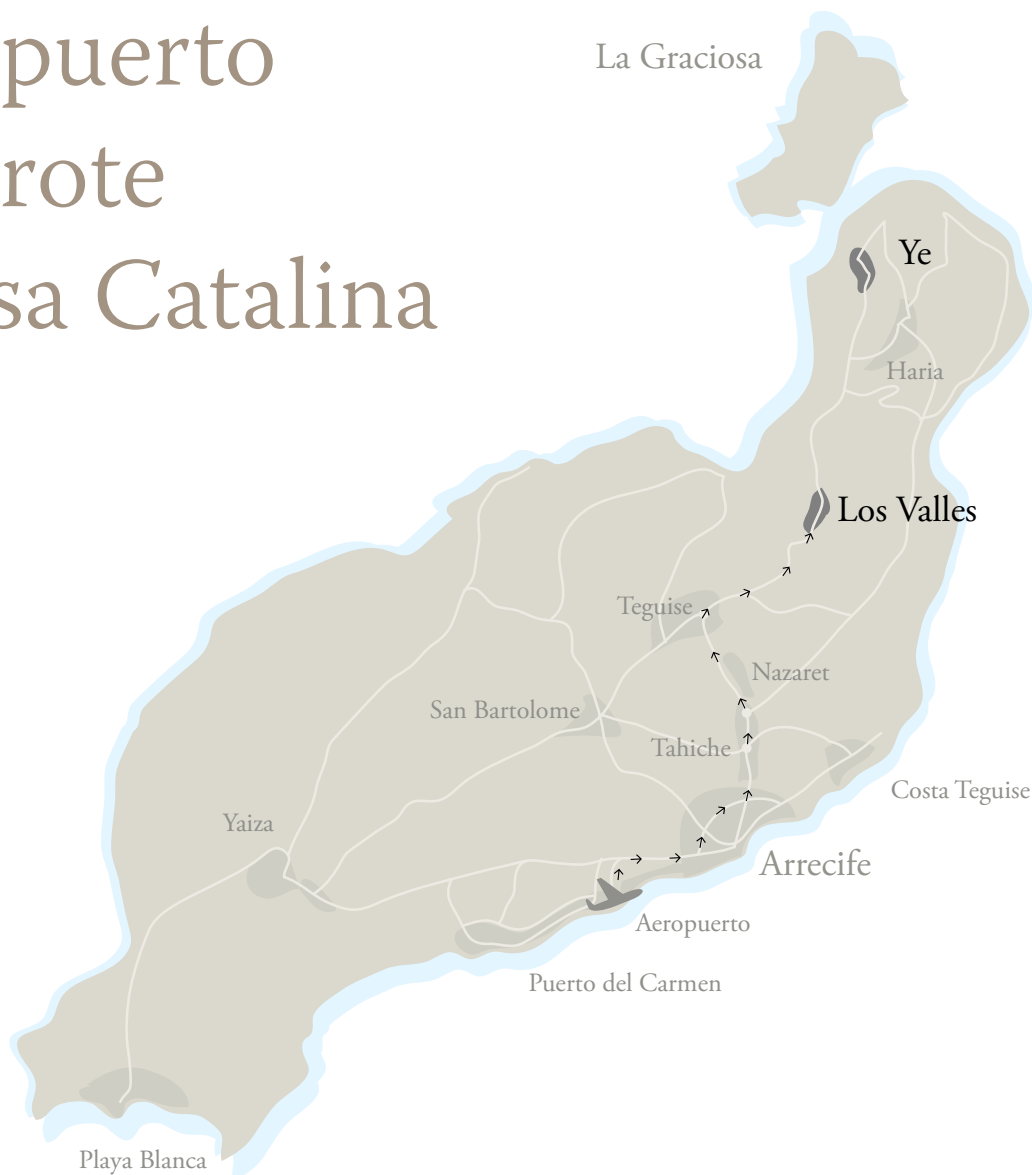 puerto
rote
sa Catalina
La Graciosa
Ye
Haria
Los Valles
Teguise
Nazaret
San Bartolome
Tahiche
Costa Teguise
Yaiza
Arrecife
Aeropuerto
Puerto del Carmen
Playa Blanca